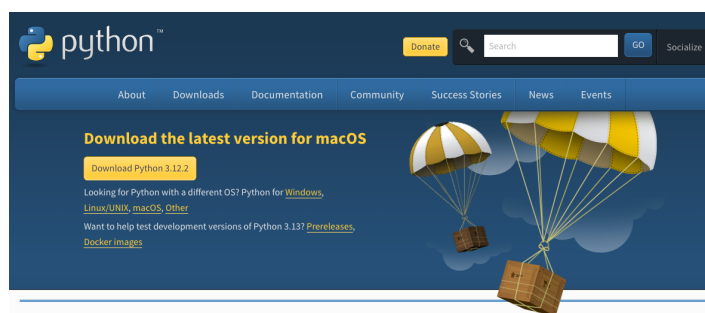 python™
Donate
Search
GO
Socialize
About Downloads Documentation Community Success Stories News Events
Download the latest version for macOS
Download Python 3.12.2
Looking for Python with a different OS? Python for Windows,
Linux/UNIX, macOS, Other
Want to help test development versions of Python 3.13? Prereleases,
Docker images